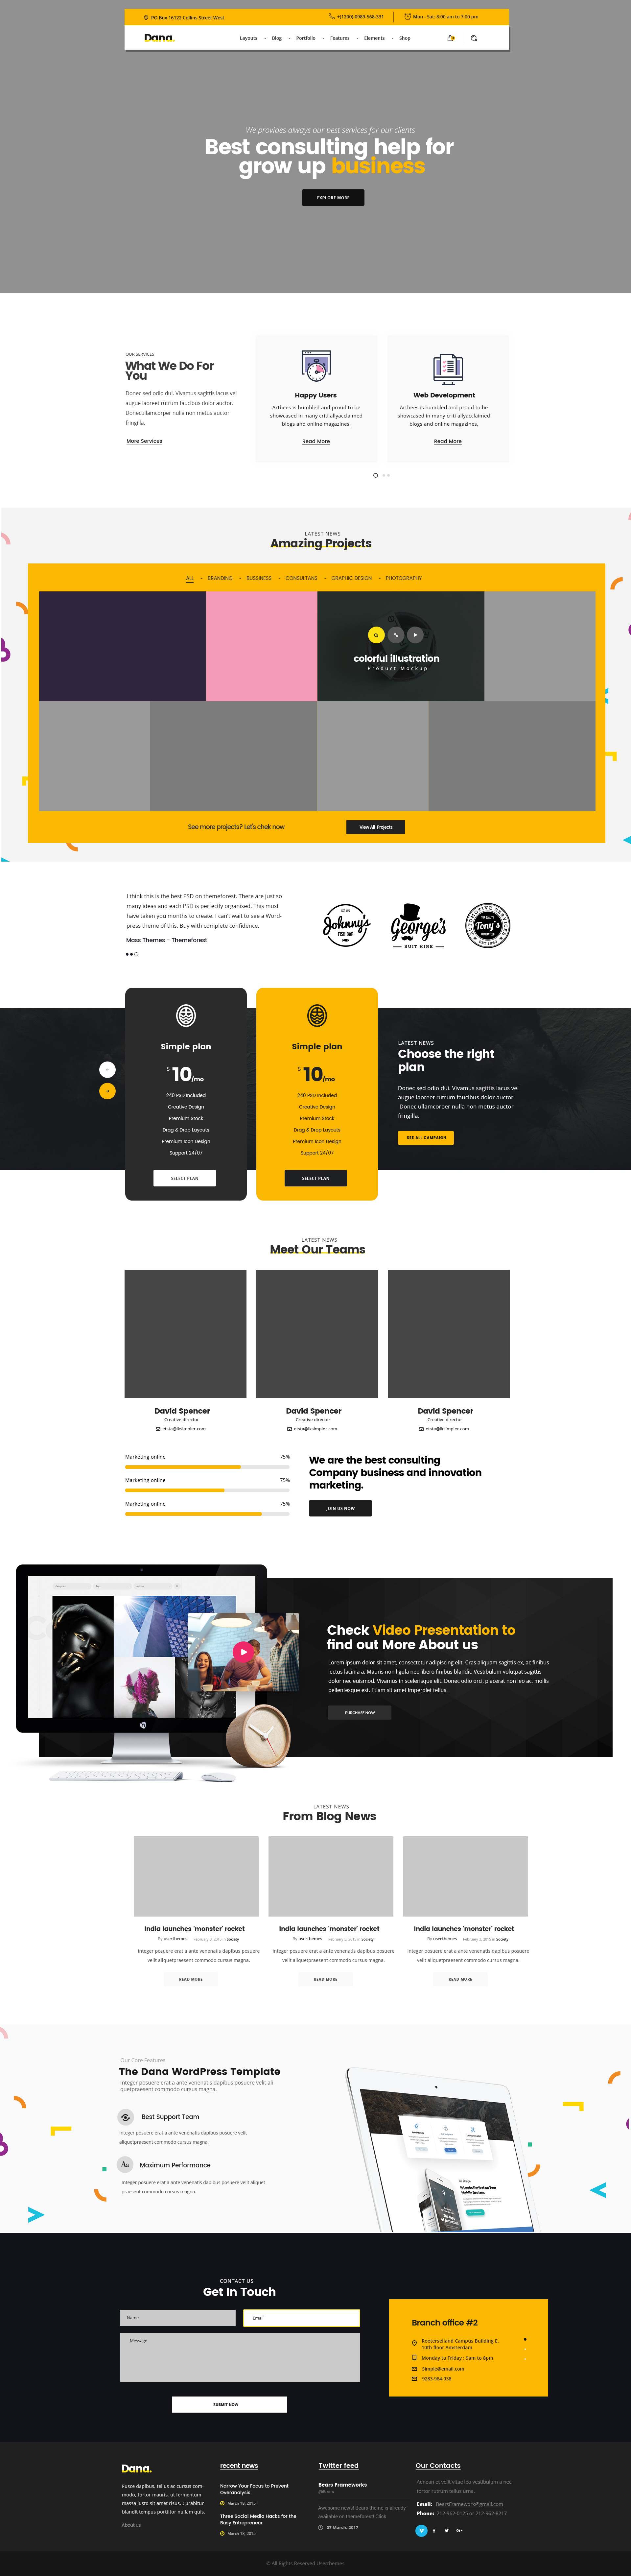 PO Box 16122 Collins Street West
+(1200)-0989-568-331
Mon - Sat: 8:00 am to 7:00 pm
Dana.
Layouts - Blog - Portfolio - Features - Elements - Shop
We provides always our best services for our clients
Best consulting help for
grow up business
EXPLORE MORE
OUR SERVICES
What We Do For
You
Donec sed odio dui. Vivamus sagittis lacus vel
augue laoreet rutrum faucibus dolor auctor.
Donecullamcorper nulla non metus auctor
fringilla.
More Services
Happy Users
Artbees is humbled and proud to be
showcased in many criti allyacclaimed
blogs and online magazines,
Read More
Web Development
Artbees is humbled and proud to be
showcased in many criti allyacclaimed
blogs and online magazines,
Read More
LATEST NEWS
Amazing Projects
ALL - BRANDING - BUSSINESS - CONSULTANS - GRAPHIC DESIGN - PHOTOGRAPHY
colorful illustration
Product Mockup
See more projects? Let's chek now
View All Projects
I think this is the best PSD on themeforest. There are just so
many ideas and each PSD is perfectly organised. This must
have taken you months to create. I can't wait to see a Word-
press theme of this. Buy with complete confidence.
Mass Themes - Themeforest
Johnny's
FISH BAR
George's
SUIT HIRE
AUTOMOTIVE SERVICES
Tony's
Simple plan
$ 10/mo
240 PSD included
Creative Design
Premium Stock
Drag & Drop Layouts
Premium Icon Design
Support 24/07
SELECT PLAN
Simple plan
$ 10/mo
240 PSD included
Creative Design
Premium Stock
Drag & Drop Layouts
Premium Icon Design
Support 24/07
SELECT PLAN
LATEST NEWS
Choose the right
plan
Donec sed odio dui. Vivamus sagittis lacus vel
augue laoreet rutrum faucibus dolor auctor.
Donec ullamcorper nulla non metus auctor
fringilla.
SEE ALL CAMPAIGN
LATEST NEWS
Meet Our Teams
David Spencer
Creative director
etsta@lksimpler.com
David Spencer
Creative director
etsta@lksimpler.com
David Spencer
Creative director
etsta@lksimpler.com
Marketing online 75%
Marketing online 75%
Marketing online 75%
We are the best consulting
Company business and innovation
marketing.
JOIN US NOW
Check Video Presentation to
find out More About us
Lorem ipsum dolor sit amet, consectetur adipiscing elit. Cras aliquam sagittis ex, ac finibus
lectus lacinia a. Mauris non ligula nec libero finibus blandit. Vestibulum volutpat sagittis
dolor nec euismod. Vivamus in scelerisque elit. Donec odio orci, placerat non leo ac, mollis
pellentesque est. Etiam sit amet imperdiet tellus.
PURCHASE NOW
LATEST NEWS
From Blog News
India launches 'monster' rocket
By userthemes February 3, 2015 in Society
Integer posuere erat a ante venenatis dapibus posuere
velit aliquetpraesent commodo cursus magna.
READ MORE
India launches 'monster' rocket
By userthemes February 3, 2015 in Society
Integer posuere erat a ante venenatis dapibus posuere
velit aliquetpraesent commodo cursus magna.
READ MORE
India launches 'monster' rocket
By userthemes February 3, 2015 in Society
Integer posuere erat a ante venenatis dapibus posuere
velit aliquetpraesent commodo cursus magna.
READ MORE
Our Core Features
The Dana WordPress Template
Integer posuere erat a ante venenatis dapibus posuere velit ali-
quetpraesent commodo cursus magna.
Best Support Team
Integer posuere erat a ante venenatis dapibus posuere velit
aliquetpraesent commodo cursus magna.
Aa
Maximum Performance
Integer posuere erat a ante venenatis dapibus posuere velit aliquet-
praesent commodo cursus magna.
CONTACT US
Get In Touch
Name
Email
Message
SUBMIT NOW
Branch office #2
Roeterseiland Campus Building E,
10th floor Amsterdam
Monday to Friday : 9am to 6pm
Simple@email.com
9283-984-938
Dana.
Fusce dapibus, tellus ac cursus com-
modo, tortor mauris, ut fermentum
massa justo sit amet risus. Curabitur
blandit tempus porttitor nullam quis.
About us
recent news
Narrow Your Focus to Prevent
Overanalysis
March 18, 2015
Three Social Media Hacks for the
Busy Entrepreneur
March 18, 2015
Twitter feed
Bears Frameworks
@Bears
Awesome news! Bears theme is already
available on themeforest! Click
07 March, 2017
Our Contacts
Aenean et velit vitae leo vestibulum a nec
tortor rutrum tellus urna.
Email: BearsFramework@gmail.com
Phone: 212-962-0125 or 212-962-8217
© All Rights Reserved Userthemes